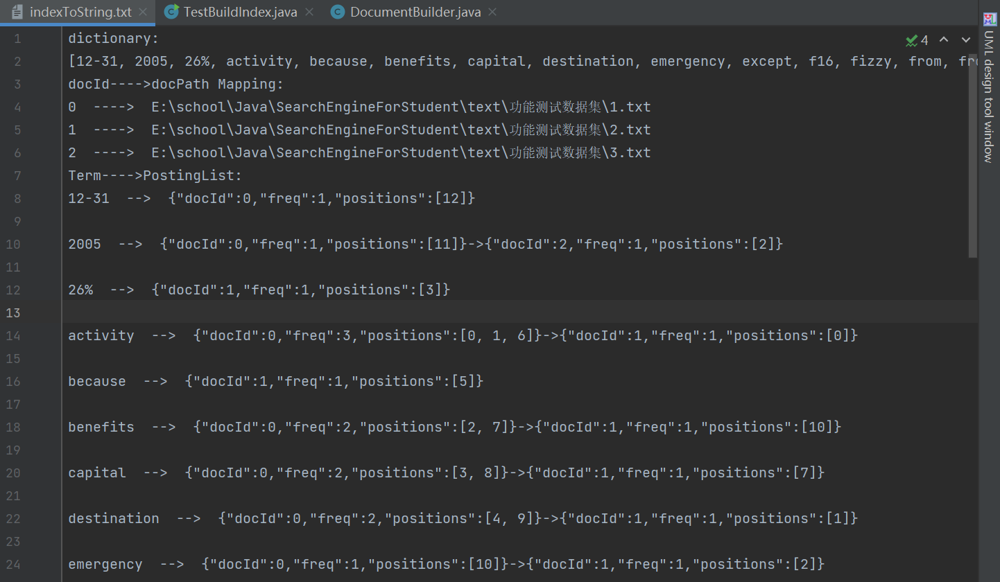 indexToString.txt TestBuildIndex.java DocumentBuilder.java
1 dictionary: 4
2 [12-31, 2005, 26%, activity, because, benefits, capital, destination, emergency, except, f16, fizzy, from,
3 docId---->docPath Mapping:
4 0 ----> E:\school\Java\SearchEngineForStudent\text\功能测试数据集\1.txt
5 1 ----> E:\school\Java\SearchEngineForStudent\text\功能测试数据集\2.txt
6 2 ----> E:\school\Java\SearchEngineForStudent\text\功能测试数据集\3.txt
7 Term---->PostingList:
8 12-31 --> {"docId":0,"freq":1,"positions":[12]}
9
10 2005 --> {"docId":0,"freq":1,"positions":[11]}->{"docId":2,"freq":1,"positions":[2]}
11
12 26% --> {"docId":1,"freq":1,"positions":[3]}
13
14 activity --> {"docId":0,"freq":3,"positions":[0, 1, 6]}->{"docId":1,"freq":1,"positions":[0]}
15
16 because --> {"docId":1,"freq":1,"positions":[5]}
17
18 benefits --> {"docId":0,"freq":2,"positions":[2, 7]}->{"docId":1,"freq":1,"positions":[10]}
19
20 capital --> {"docId":0,"freq":2,"positions":[3, 8]}->{"docId":1,"freq":1,"positions":[7]}
21
22 destination --> {"docId":0,"freq":2,"positions":[4, 9]}->{"docId":1,"freq":1,"positions":[1]}
23
24 emergency --> {"docId":0,"freq":1,"positions":[10]}->{"docId":1,"freq":1,"positions":[2]}
UML design tool window